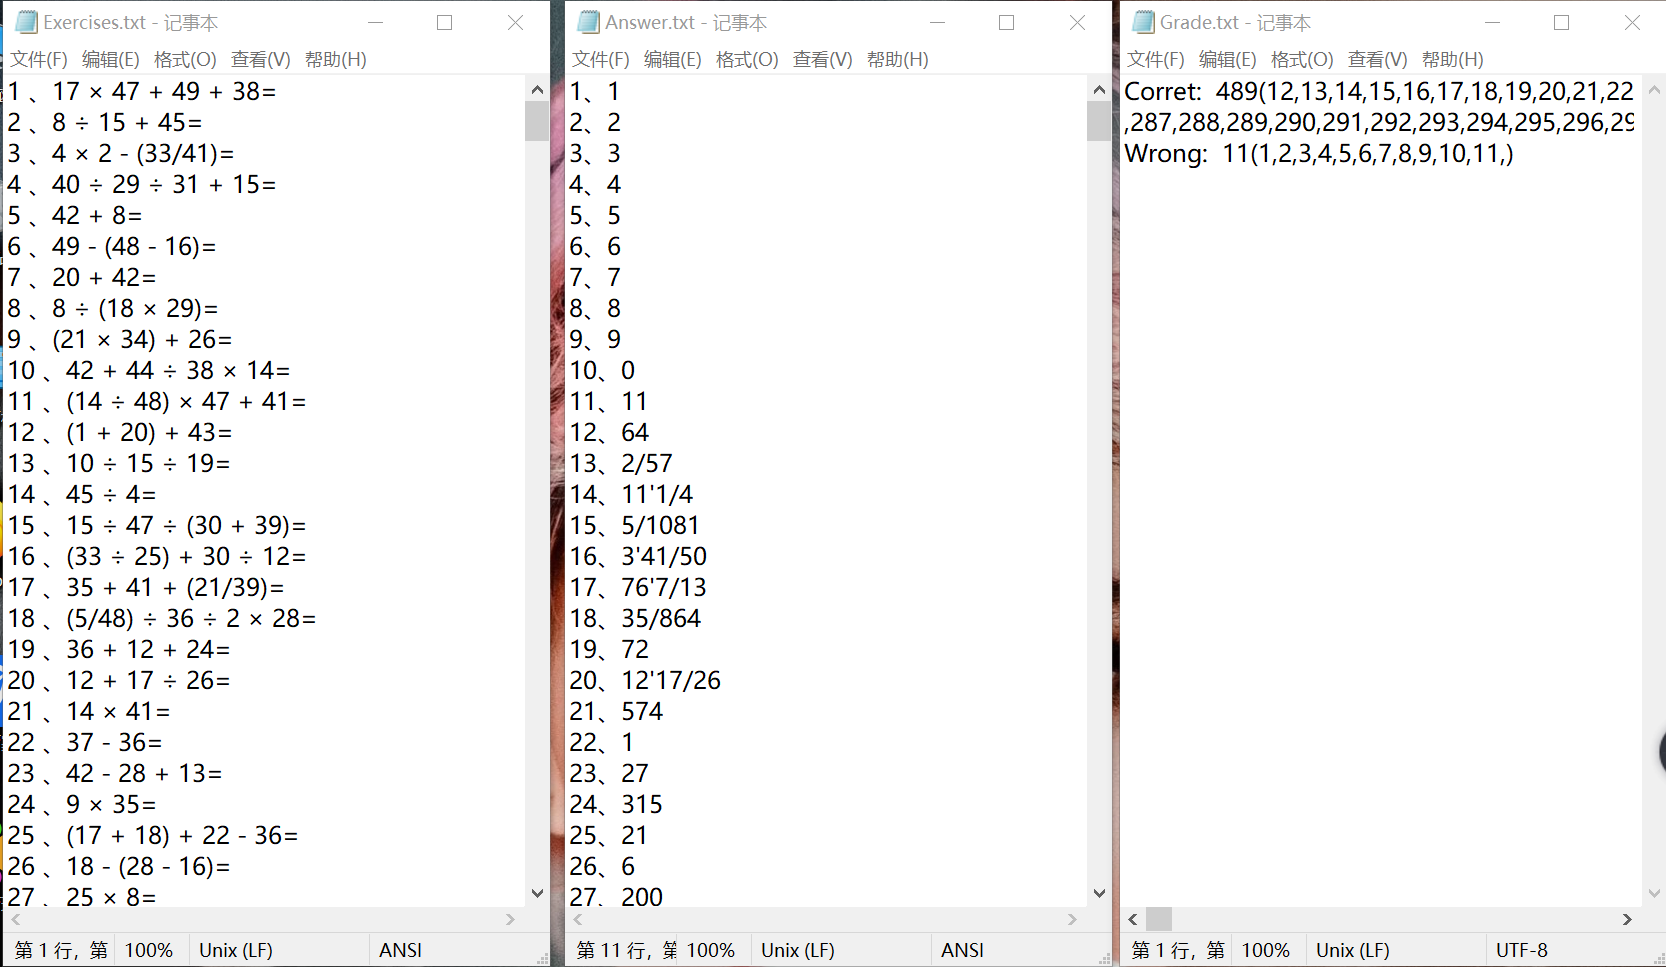 Exercises.txt - 记事本
文件(F) 编辑(E) 格式(O) 查看(V) 帮助(H)
1 、17 × 47 + 49 + 38=
2 、8 ÷ 15 + 45=
3 、4 × 2 - (33/41)=
4 、40 ÷ 29 ÷ 31 + 15=
5 、42 + 8=
6 、49 - (48 - 16)=
7 、20 + 42=
8 、8 ÷ (18 × 29)=
9 、(21 × 34) + 26=
10 、42 + 44 ÷ 38 × 14=
11 、(14 ÷ 48) × 47 + 41=
12 、(1 + 20) + 43=
13 、10 ÷ 15 ÷ 19=
14 、45 ÷ 4=
15 、15 ÷ 47 ÷ (30 + 39)=
16 、(33 ÷ 25) + 30 ÷ 12=
17 、35 + 41 + (21/39)=
18 、(5/48) ÷ 36 ÷ 2 × 28=
19 、36 + 12 + 24=
20 、12 + 17 ÷ 26=
21 、14 × 41=
22 、37 - 36=
23 、42 - 28 + 13=
24 、9 × 35=
25 、(17 + 18) + 22 - 36=
26 、18 - (28 - 16)=
27 、25 × 8=
第 1 行，第 100% Unix (LF) ANSI
Answer.txt - 记事本
文件(F) 编辑(E) 格式(O) 查看(V) 帮助(H)
1、1
2、2
3、3
4、4
5、5
6、6
7、7
8、8
9、9
10、0
11、11
12、64
13、2/57
14、11'1/4
15、5/1081
16、3'41/50
17、76'7/13
18、35/864
19、72
20、12'17/26
21、574
22、1
23、27
24、315
25、21
26、6
27、200
第 11 行，第 100% Unix (LF) ANSI
Grade.txt - 记事本
文件(F) 编辑(E) 格式(O) 查看(V) 帮助(H)
Corret: 489(12,13,14,15,16,17,18,19,20,21,22
,287,288,289,290,291,292,293,294,295,296,29
Wrong: 11(1,2,3,4,5,6,7,8,9,10,11,)
第 1 行，第 100% Unix (LF) UTF-8